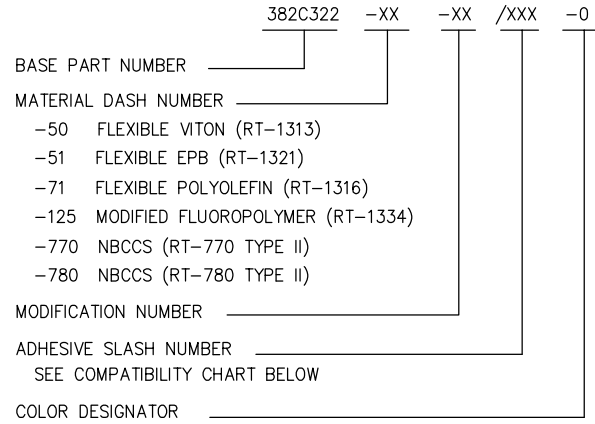 382C322 -XX -XX /XXX -0
BASE PART NUMBER
MATERIAL DASH NUMBER
-50 FLEXIBLE VITON (RT-1313)
-51 FLEXIBLE EPB (RT-1321)
-71 FLEXIBLE POLYOLEFIN (RT-1316)
-125 MODIFIED FLUOROPOLYMER (RT-1334)
-770 NBCCS (RT-770 TYPE II)
-780 NBCCS (RT-780 TYPE II)
MODIFICATION NUMBER
ADHESIVE SLASH NUMBER
SEE COMPATIBILITY CHART BELOW
COLOR DESIGNATOR